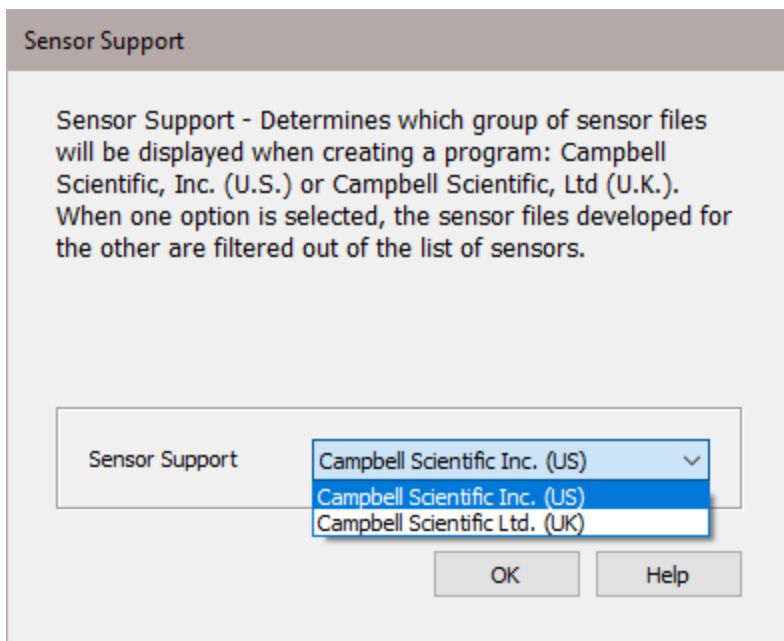 Sensor Support
Sensor Support - Determines which group of sensor files
will be displayed when creating a program: Campbell
Scientific, Inc. (U.S.) or Campbell Scientific, Ltd (U.K.).
When one option is selected, the sensor files developed for
the other are filtered out of the list of sensors.
Sensor Support
Campbell Scientific Inc. (US)
Campbell Scientific Inc. (US)
Campbell Scientific Ltd. (UK)
OK
Help